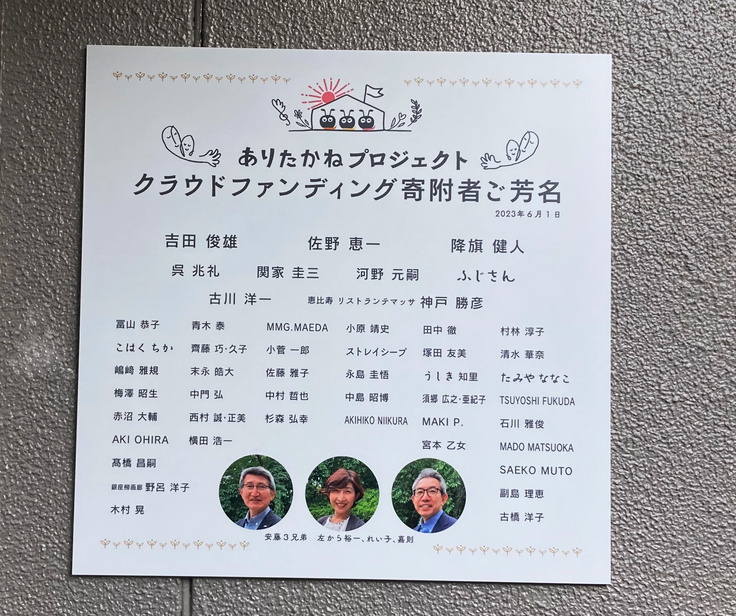 ありたかねプロジェクト
クラウドファンディング寄附者ご芳名
2023年6月1日
吉田 俊雄 佐野 恵一 降旗 健人
呉 兆礼 関家 圭三 河野 元嗣 ふじさん
古川 洋一 恵比寿 リストランテマッサ 神戸 勝彦
冨山 恭子 青木 泰 MMG.MAEDA 小原 靖史 田中 徹 村林 淳子
こはく ちか 齊藤 巧・久子 小菅 一郎 ストレイシープ 塚田 友美 清水 華奈
嶋﨑 雅規 末永 皓大 佐藤 雅子 永島 圭悟 うしき 知里 たみや ななこ
梅澤 昭生 中門 弘 中村 哲也 中島 昭博 須郷 広之・亜紀子 TSUYOSHI FUKUDA
赤沼 大輔 西村 誠・正美 杉森 弘幸 AKIHIKO NIIKURA MAKI P. 石川 雅俊
AKI OHIRA 横田 浩一 宮本 乙女 MADO MATSUOKA
髙橋 昌嗣 SAEKO MUTO
銀座柳画廊 野呂 洋子 副島 理恵
木村 晃 古橋 洋子
安藤3兄弟 左から裕一、れい子、嘉則